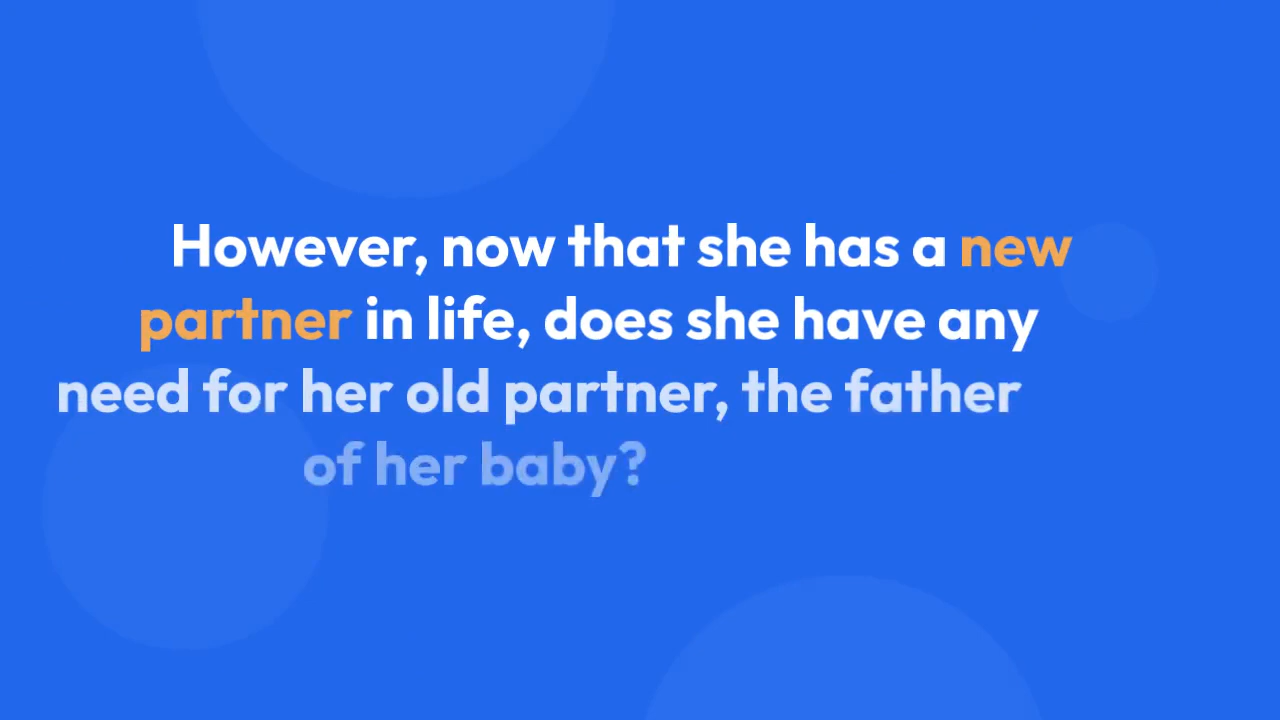 However, now that she has a new
partner in life, does she have any
need for her old partner, the father
of her baby?